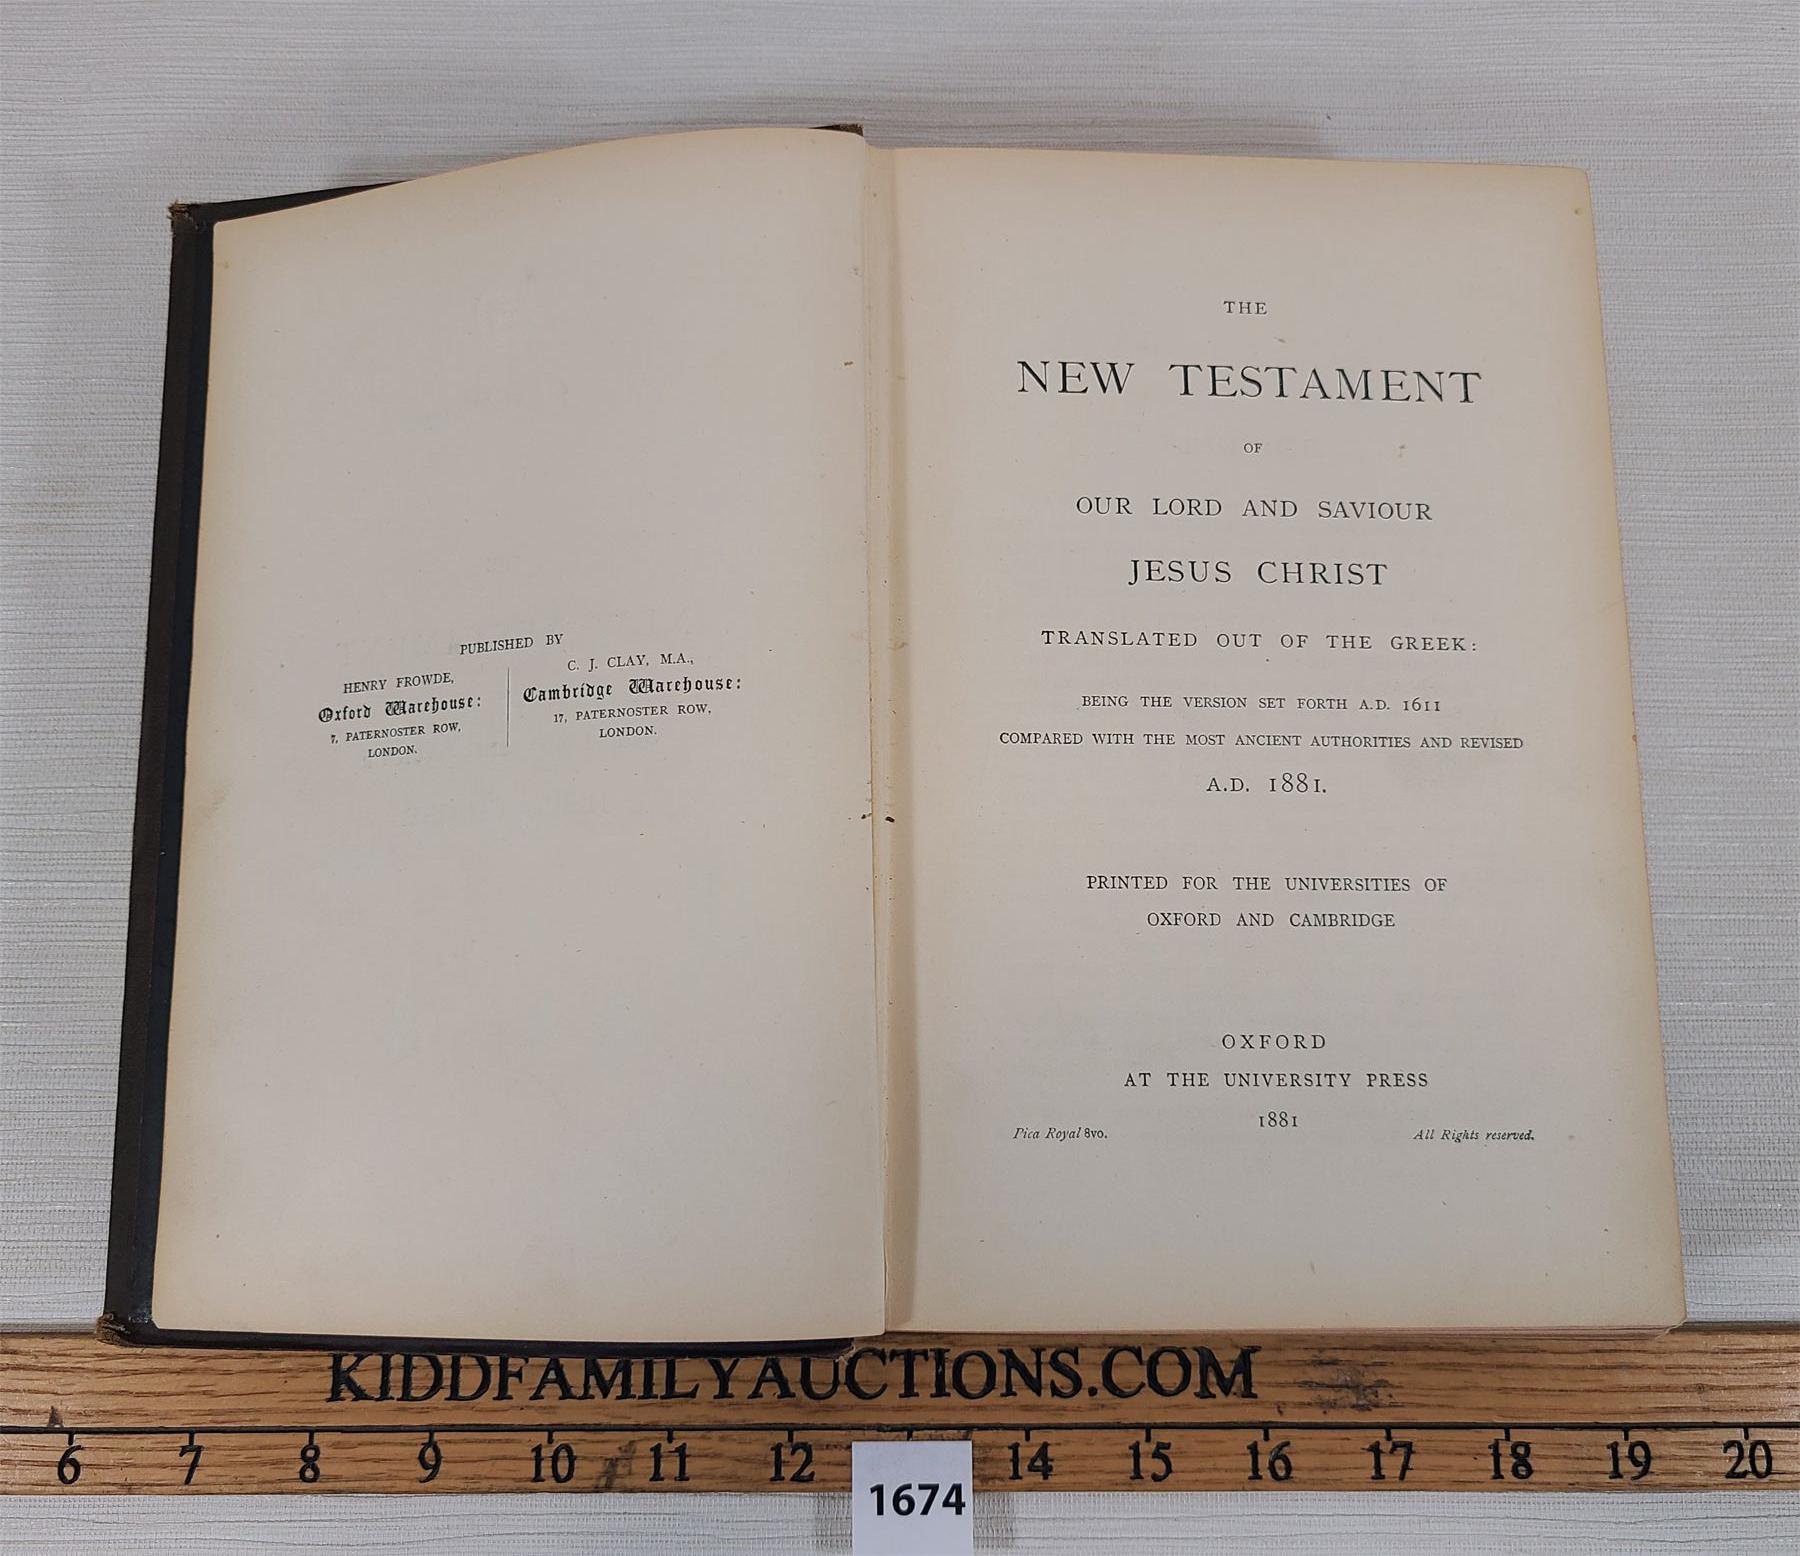 PUBLISHED BY
HENRY FROWDE,
Oxford Warehouse:
7, PATERNOSTER ROW,
LONDON.
C. J. CLAY, M.A.,
Cambridge Warehouse:
17, PATERNOSTER ROW,
LONDON.
THE
NEW TESTAMENT
OF
OUR LORD AND SAVIOUR
JESUS CHRIST
TRANSLATED OUT OF THE GREEK:
BEING THE VERSION SET FORTH A.D. 1611
COMPARED WITH THE MOST ANCIENT AUTHORITIES AND REVISED
A.D. 1881.
PRINTED FOR THE UNIVERSITIES OF
OXFORD AND CAMBRIDGE
OXFORD
AT THE UNIVERSITY PRESS
1881
Pica Royal 8vo.
All Rights reserved.
KIDDFAMILYAUCTIONS.COM
6 7 8 9 10 11 12 14 15 16 17 18 19 20
1674